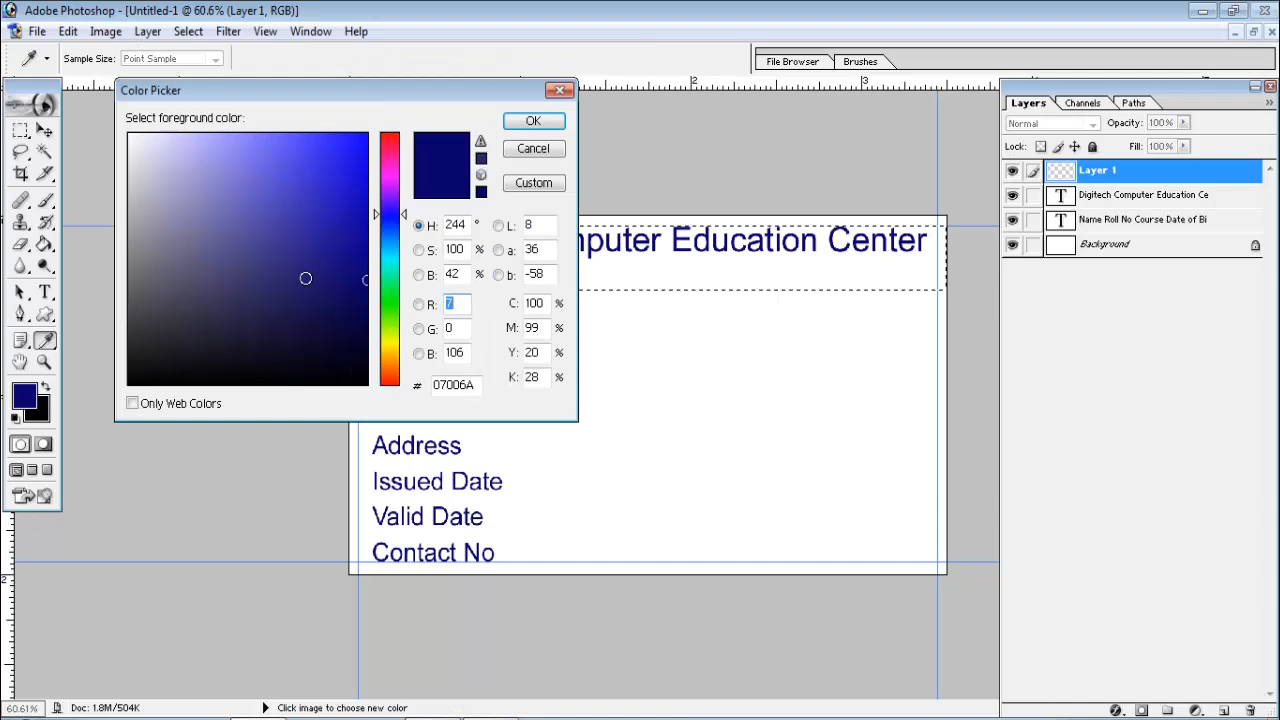 Adobe Photoshop - [Untitled-1 @ 60.6% (Layer 1, RGB)]
File Edit Image Layer Select Filter View Window Help
Sample Size: Point Sample
File Browser Brushes
Color Picker
Select foreground color:
OK
Cancel
Custom
H: 244 °
S: 100 %
B: 42 %
R: 7
G: 0
B: 106
# 07006A
L: 8
a: 36
b: -58
C: 100 %
M: 99 %
Y: 20 %
K: 28 %
Only Web Colors
2 3
mputer Education Center
Address
Issued Date
Valid Date
Contact No
2
Layers Channels Paths
Normal Opacity: 100%
Lock: Fill: 100%
Layer 1
T Digitech Computer Education Ce
T Name Roll No Course Date of Bi
Background
60.61% Doc: 1.8M/504K Click image to choose new color